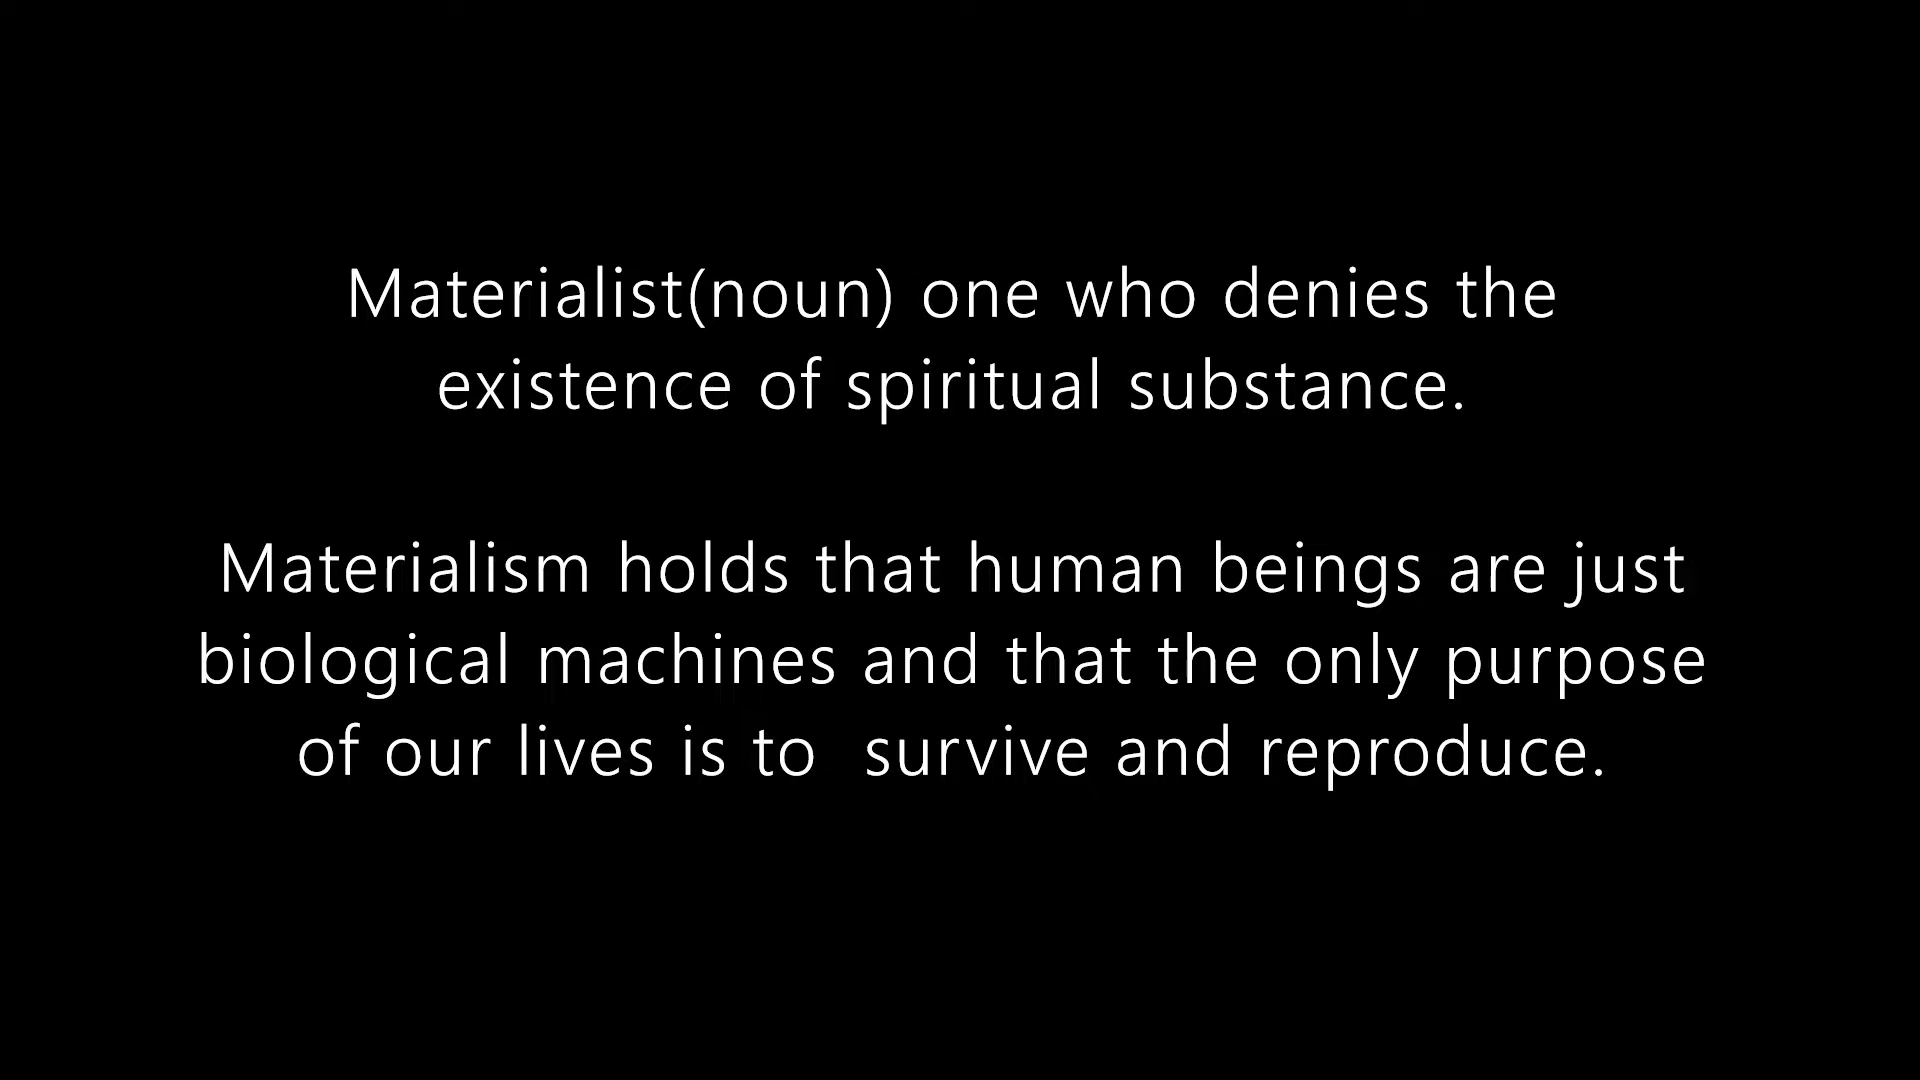 Materialist(noun) one who denies the
existence of spiritual substance.
Materialism holds that human beings are just
biological machines and that the only purpose
of our lives is to  survive and reproduce.